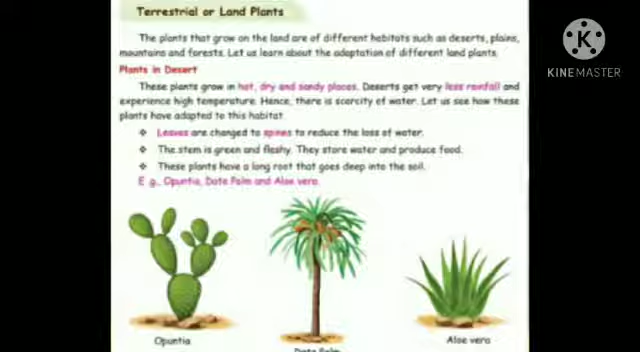 Terrestrial or Land Plants
The plants that grow on the land are of different habitats such as deserts, plains,
mountains and forests. Let us learn about the adaptation of different land plants.
Plants in Desert
These plants grow in hot, dry and sandy places. Deserts get very less rainfall and
experience high temperature. Hence, there is scarcity of water. Let us see how these
plants have adapted to this habitat.
❖ Leaves are changed to spines to reduce the loss of water.
❖ The stem is green and fleshy. They store water and produce food.
❖ These plants have a long root that goes deep into the soil.
E.g., Opuntia, Date Palm and Aloe vera.
Opuntia
Date Palm
Aloe vera
KINEMASTER